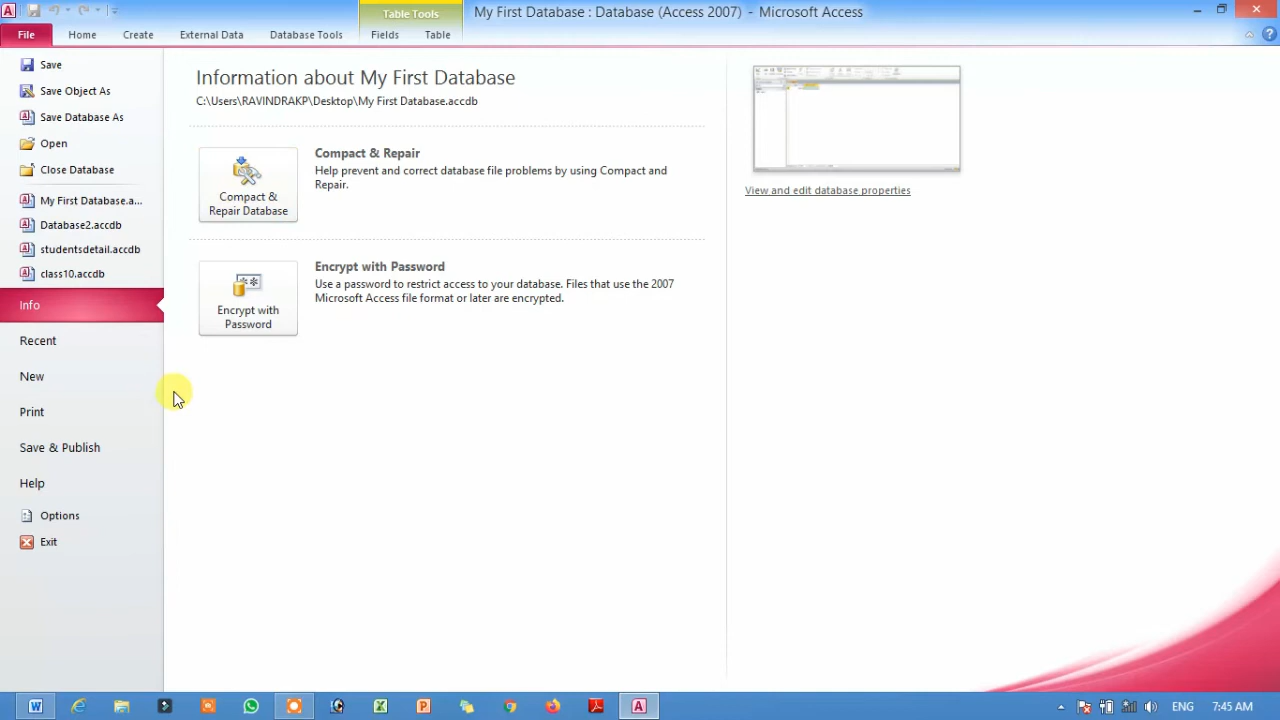 Table Tools
My First Database : Database (Access 2007) - Microsoft Access
File Home Create External Data Database Tools Fields Table
Save
Save Object As
Save Database As
Open
Close Database
My First Database.a...
Database2.accdb
studentsdetail.accdb
class10.accdb
Info
Recent
New
Print
Save & Publish
Help
Options
Exit
Information about My First Database
C:\Users\RAVINDRAKP\Desktop\My First Database.accdb
Compact & Repair Database
Compact & Repair
Help prevent and correct database file problems by using Compact and
Repair.
Encrypt with Password
Encrypt with Password
Use a password to restrict access to your database. Files that use the 2007
Microsoft Access file format or later are encrypted.
View and edit database properties
ENG 7:45 AM